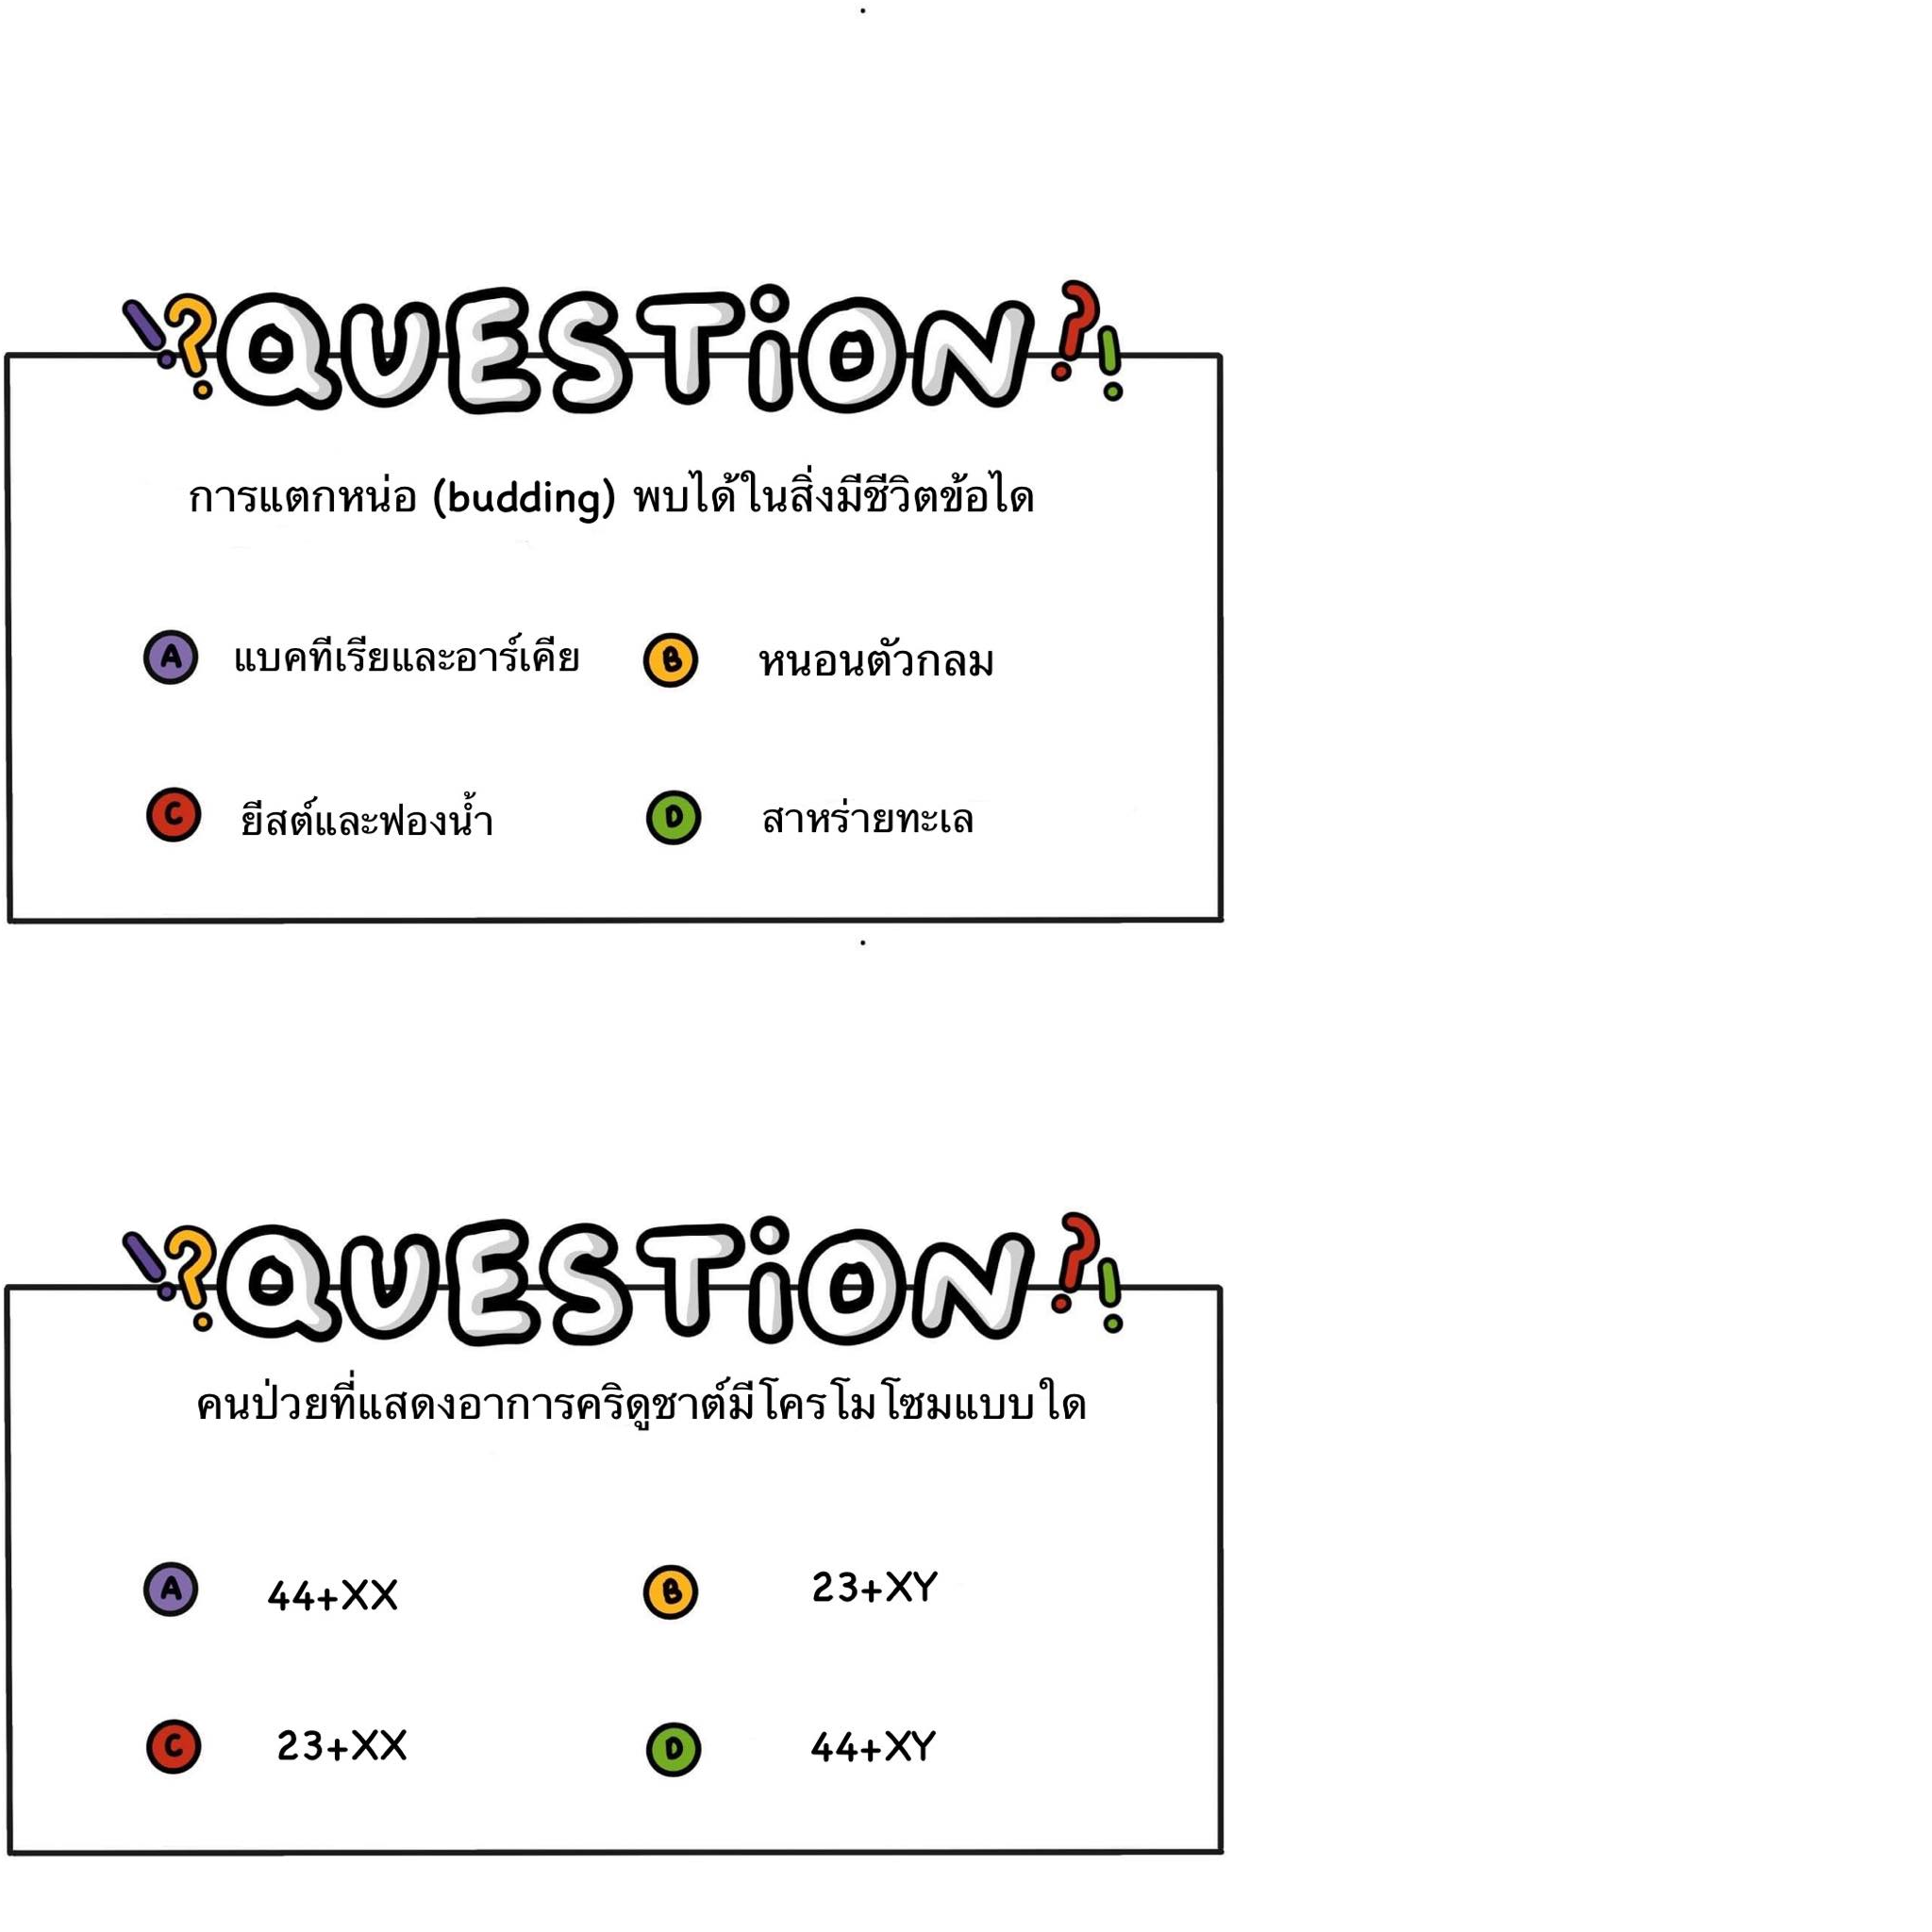 QUESTION
การแตกหน่อ (budding) พบได้ในสิ่งมีชีวิตข้อได
A แบคทีเรียและอาร์เคีย
B หนอนตัวกลม
C ยีสต์และฟองน้ำ
D สาหร่ายทะเล
QUESTION
คนป่วยที่แสดงอาการคริดูชาต์มีโครโมโซมแบบใด
A 44+XX
B 23+XY
C 23+XX
D 44+XY